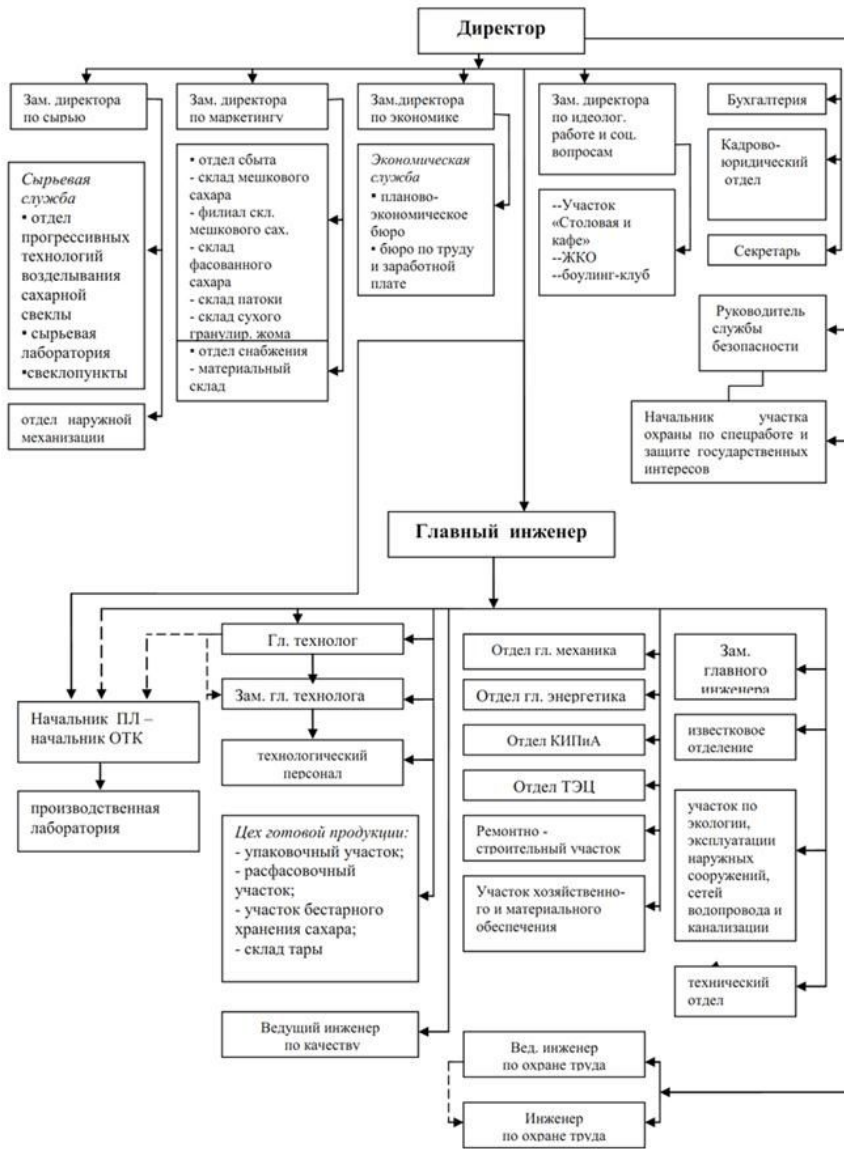 Директор
Зам. директора
по сырью
Зам. директора
по маркетингу
Зам.директора
по экономике
Зам. директора
по идеолог.
работе и соц.
вопросам
Бухгалтерия
Кадрово-
юридический
отдел
Секретарь
Сырьевая
служба
▪ отдел
прогрессивных
технологий
возделывания
сахарной
свеклы
▪ сырьевая
лаборатория
▪свеклопункты
отдел наружной
механизации
▪ отдел сбыта
- склад мешкового
сахара
- филиал скл.
мешкового сах.
- склад
фасованного
сахара
- склад патоки
- склад сухого
гранулир. жома
▪ отдел снабжения
- материальный
склад
Экономическая
служба
▪ планово-
экономическое
бюро
▪ бюро по труду
и заработной
плате
--Участок
«Столовая и
кафе»
--ЖКО
--боулинг-клуб
Руководитель
службы
безопасности
Начальник участка
охраны по спецработе и
защите государственных
интересов
Главный инженер
Гл. технолог
Зам. гл. технолога
технологический
персонал
Начальник ПЛ –
начальник ОТК
производственная
лаборатория
Цех готовой продукции:
- упаковочный участок;
- расфасовочный
участок;
- участок бестарного
хранения сахара;
- склад тары
Ведущий инженер
по качеству
Отдел гл. механика
Отдел гл. энергетика
Отдел КИПиА
Отдел ТЭЦ
Ремонтно -
строительный участок
Участок хозяйственно-
го и материального
обеспечения
Зам.
главного
инженера
известковое
отделение
участок по
экологии,
эксплуатации
наружных
сооружений,
сетей
водопровода и
канализации
технический
отдел
Вед. инженер
по охране труда
Инженер
по охране труда